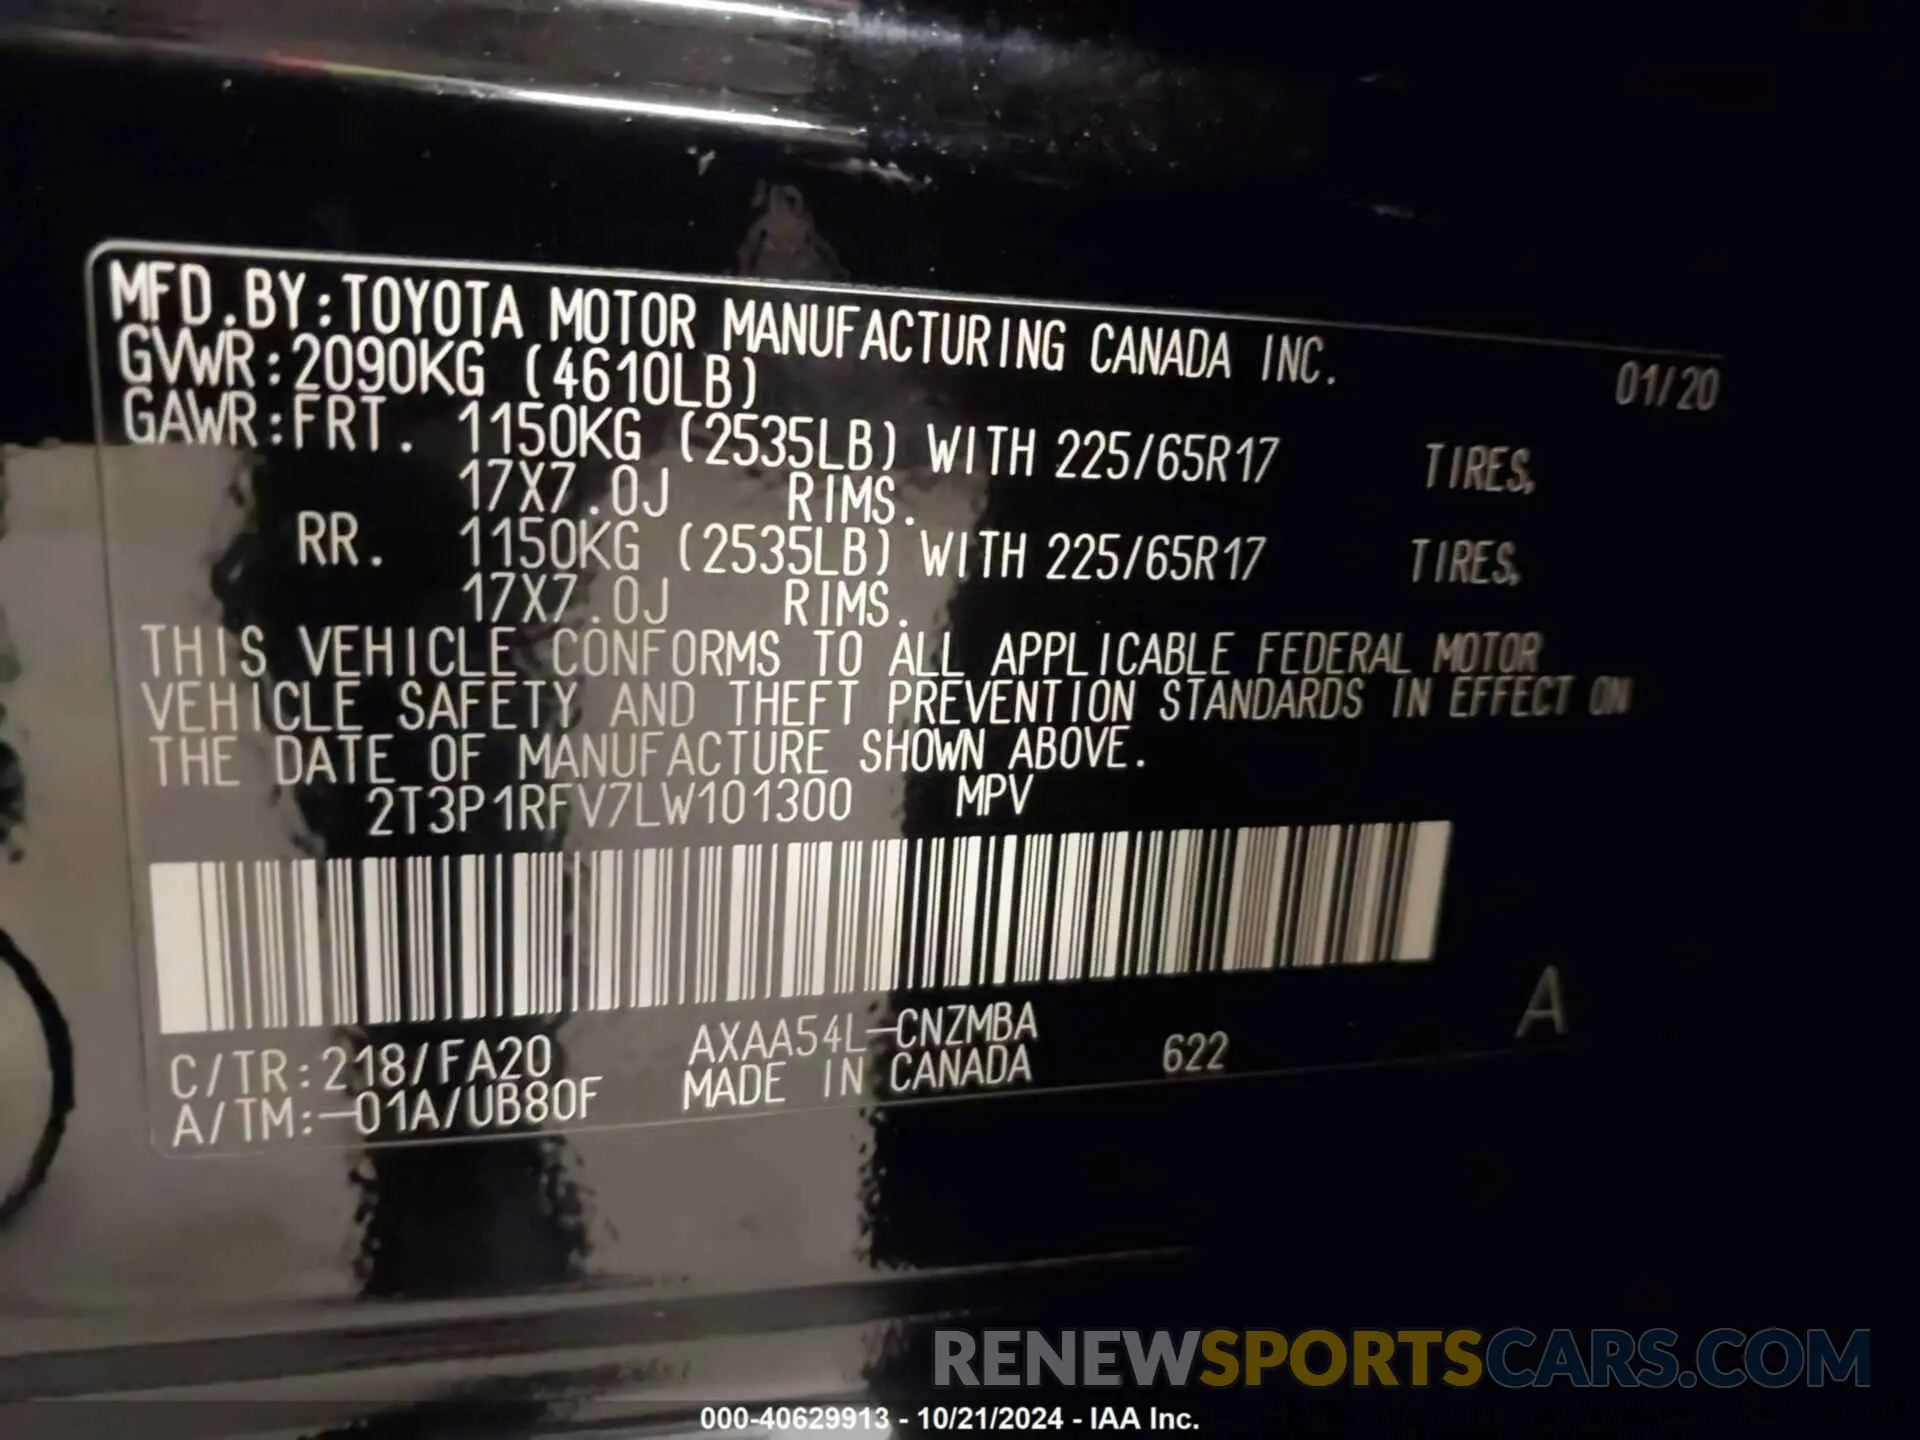 MFD.BY:TOYOTA MOTOR MANUFACTURING CANADA INC. 01/20
GVWR:2090KG (4610LB)
GAWR:FRT. 1150KG (2535LB) WITH 225/65R17 TIRES,
17X7.0J RIMS.
RR. 1150KG (2535LB) WITH 225/65R17 TIRES,
17X7.0J RIMS.
THIS VEHICLE CONFORMS TO ALL APPLICABLE FEDERAL MOTOR
VEHICLE SAFETY AND THEFT PREVENTION STANDARDS IN EFFECT ON
THE DATE OF MANUFACTURE SHOWN ABOVE.
2T3P1RFV7LW101300 MPV
A
C/TR:218/FA20 AXAA54L-CNZMBA 622
A/TM:-01A/UB80F MADE IN CANADA
RENEWSPORTSCARS.COM
000-40629913 - 10/21/2024 - IAA Inc.